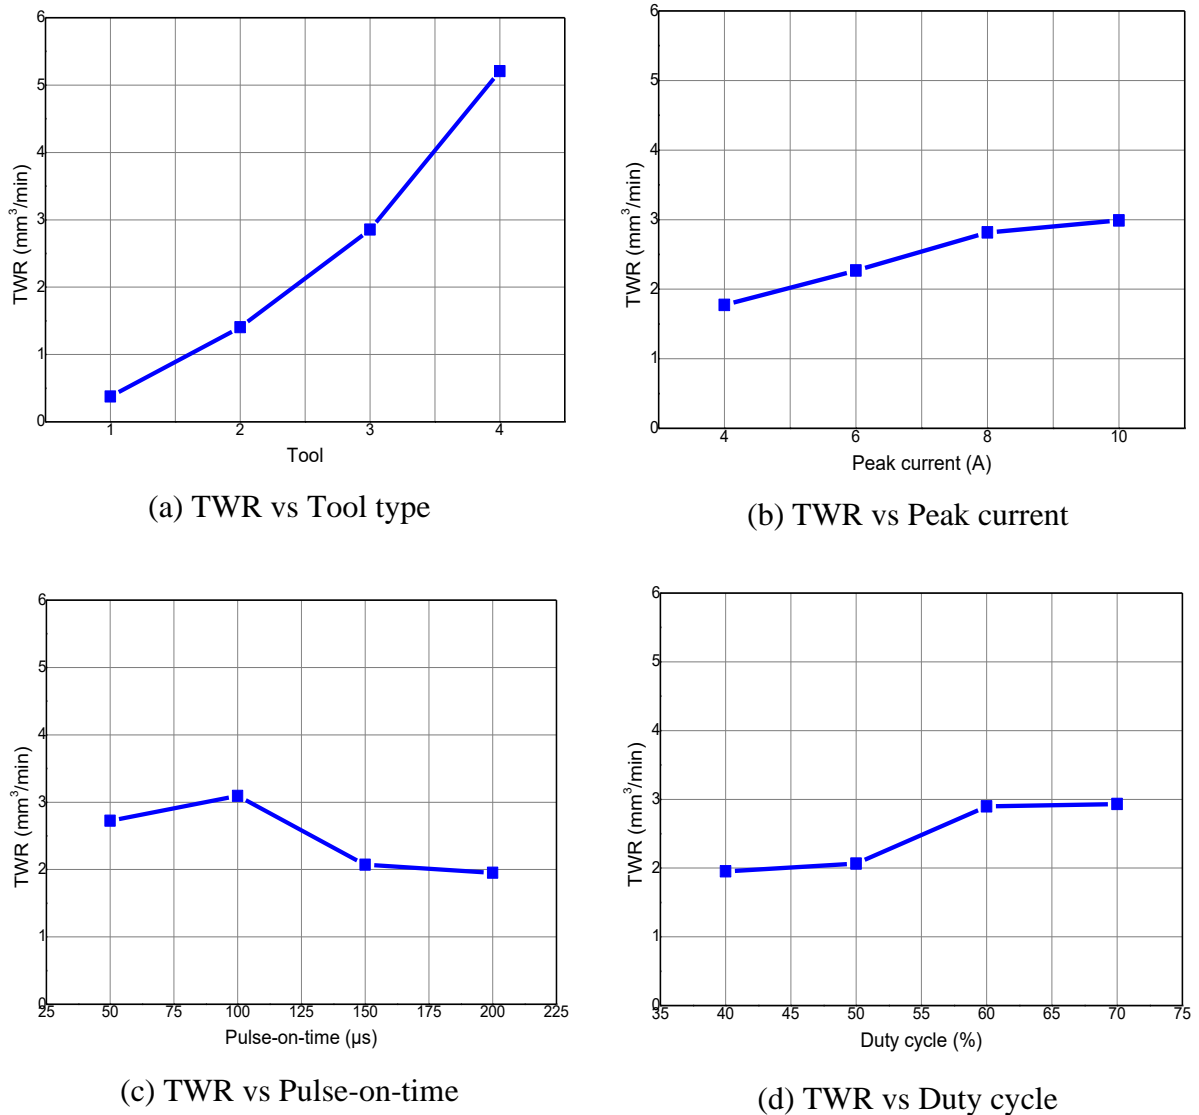 6
5
4
3
2
1
0
TWR (mm³/min)
1 2 3 4
Tool
(a) TWR vs Tool type
6
5
4
3
2
1
0
TWR (mm³/min)
4 6 8 10
Peak current (A)
(b) TWR vs Peak current
6
5
4
3
2
1
0
TWR (mm³/min)
25 50 75 100 125 150 175 200 225
Pulse-on-time (µs)
(c) TWR vs Pulse-on-time
6
5
4
3
2
1
0
TWR (mm³/min)
35 40 45 50 55 60 65 70 75
Duty cycle (%)
(d) TWR vs Duty cycle